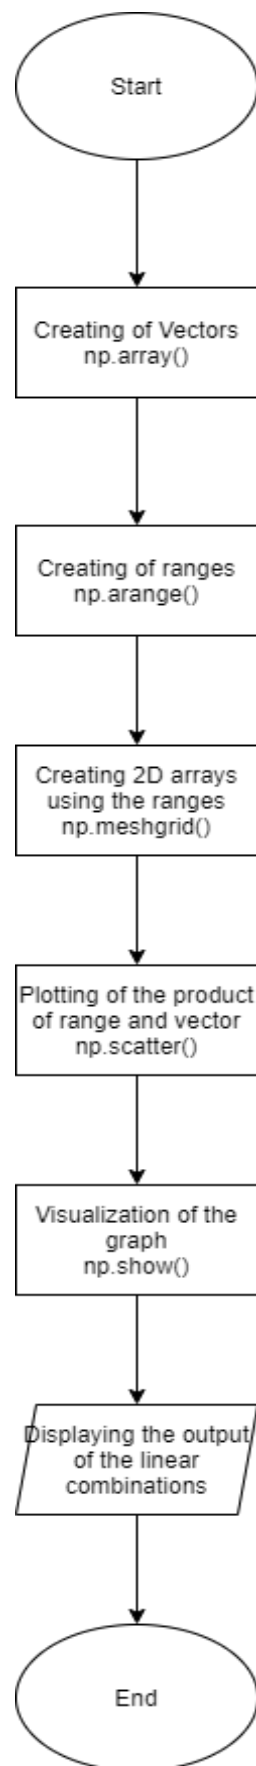 Start
Creating of Vectors
np.array()
Creating of ranges
np.arange()
Creating 2D arrays
using the ranges
np.meshgrid()
Plotting of the product
of range and vector
np.scatter()
Visualization of the
graph
np.show()
Displaying the output
of the linear
combinations
End